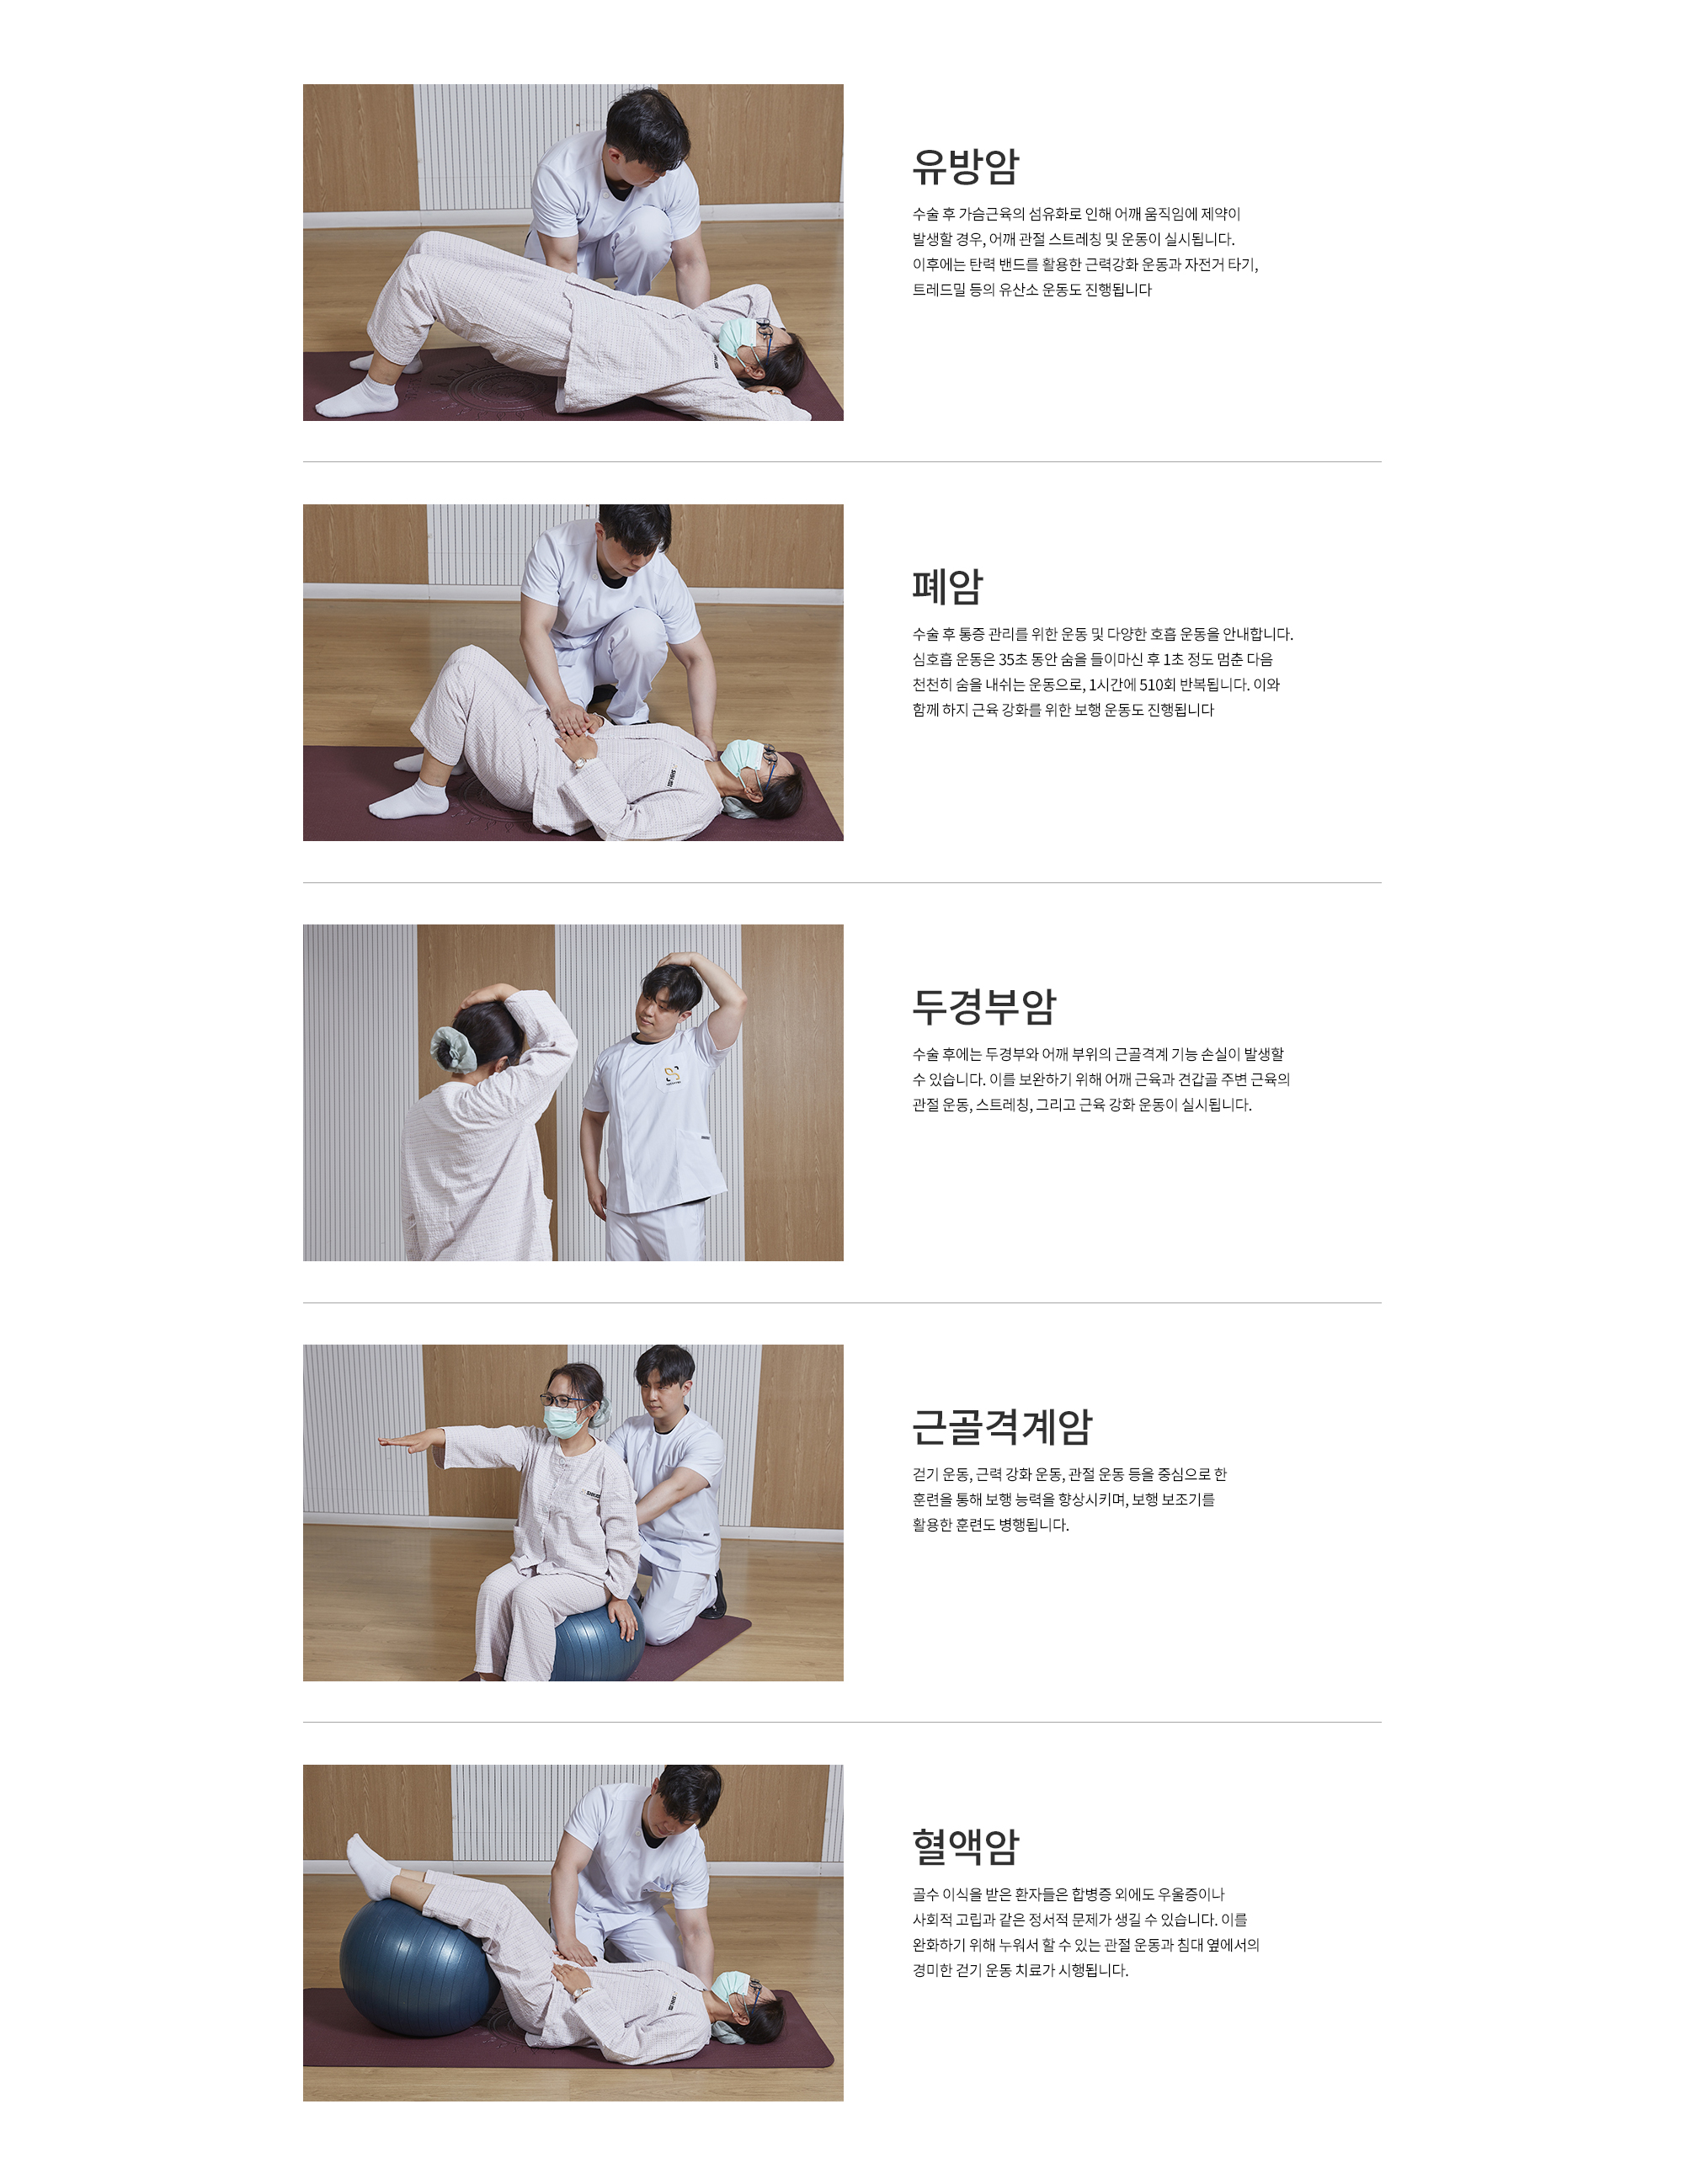 유방암
수술 후 가슴근육의 섬유화로 인해 어깨 움직임에 제약이
발생할 경우, 어깨 관절 스트레칭 및 운동이 실시됩니다.
이후에는 탄력 밴드를 활용한 근력강화 운동과 자전거 타기,
트레드밀 등의 유산소 운동도 진행됩니다
폐암
수술 후 통증 관리를 위한 운동 및 다양한 호흡 운동을 안내합니다.
심호흡 운동은 35초 동안 숨을 들이마신 후 1초 정도 멈춘 다음
천천히 숨을 내쉬는 운동으로, 1시간에 510회 반복됩니다. 이와
함께 하지 근육 강화를 위한 보행 운동도 진행됩니다
두경부암
수술 후에는 두경부와 어깨 부위의 근골격계 기능 손실이 발생할
수 있습니다. 이를 보완하기 위해 어깨 근육과 견갑골 주변 근육의
관절 운동, 스트레칭, 그리고 근육 강화 운동이 실시됩니다.
근골격계암
걷기 운동, 근력 강화 운동, 관절 운동 등을 중심으로 한
훈련을 통해 보행 능력을 향상시키며, 보행 보조기를
활용한 훈련도 병행됩니다.
혈액암
골수 이식을 받은 환자들은 합병증 외에도 우울증이나
사회적 고립과 같은 정서적 문제가 생길 수 있습니다. 이를
완화하기 위해 누워서 할 수 있는 관절 운동과 침대 옆에서의
경미한 걷기 운동 치료가 시행됩니다.